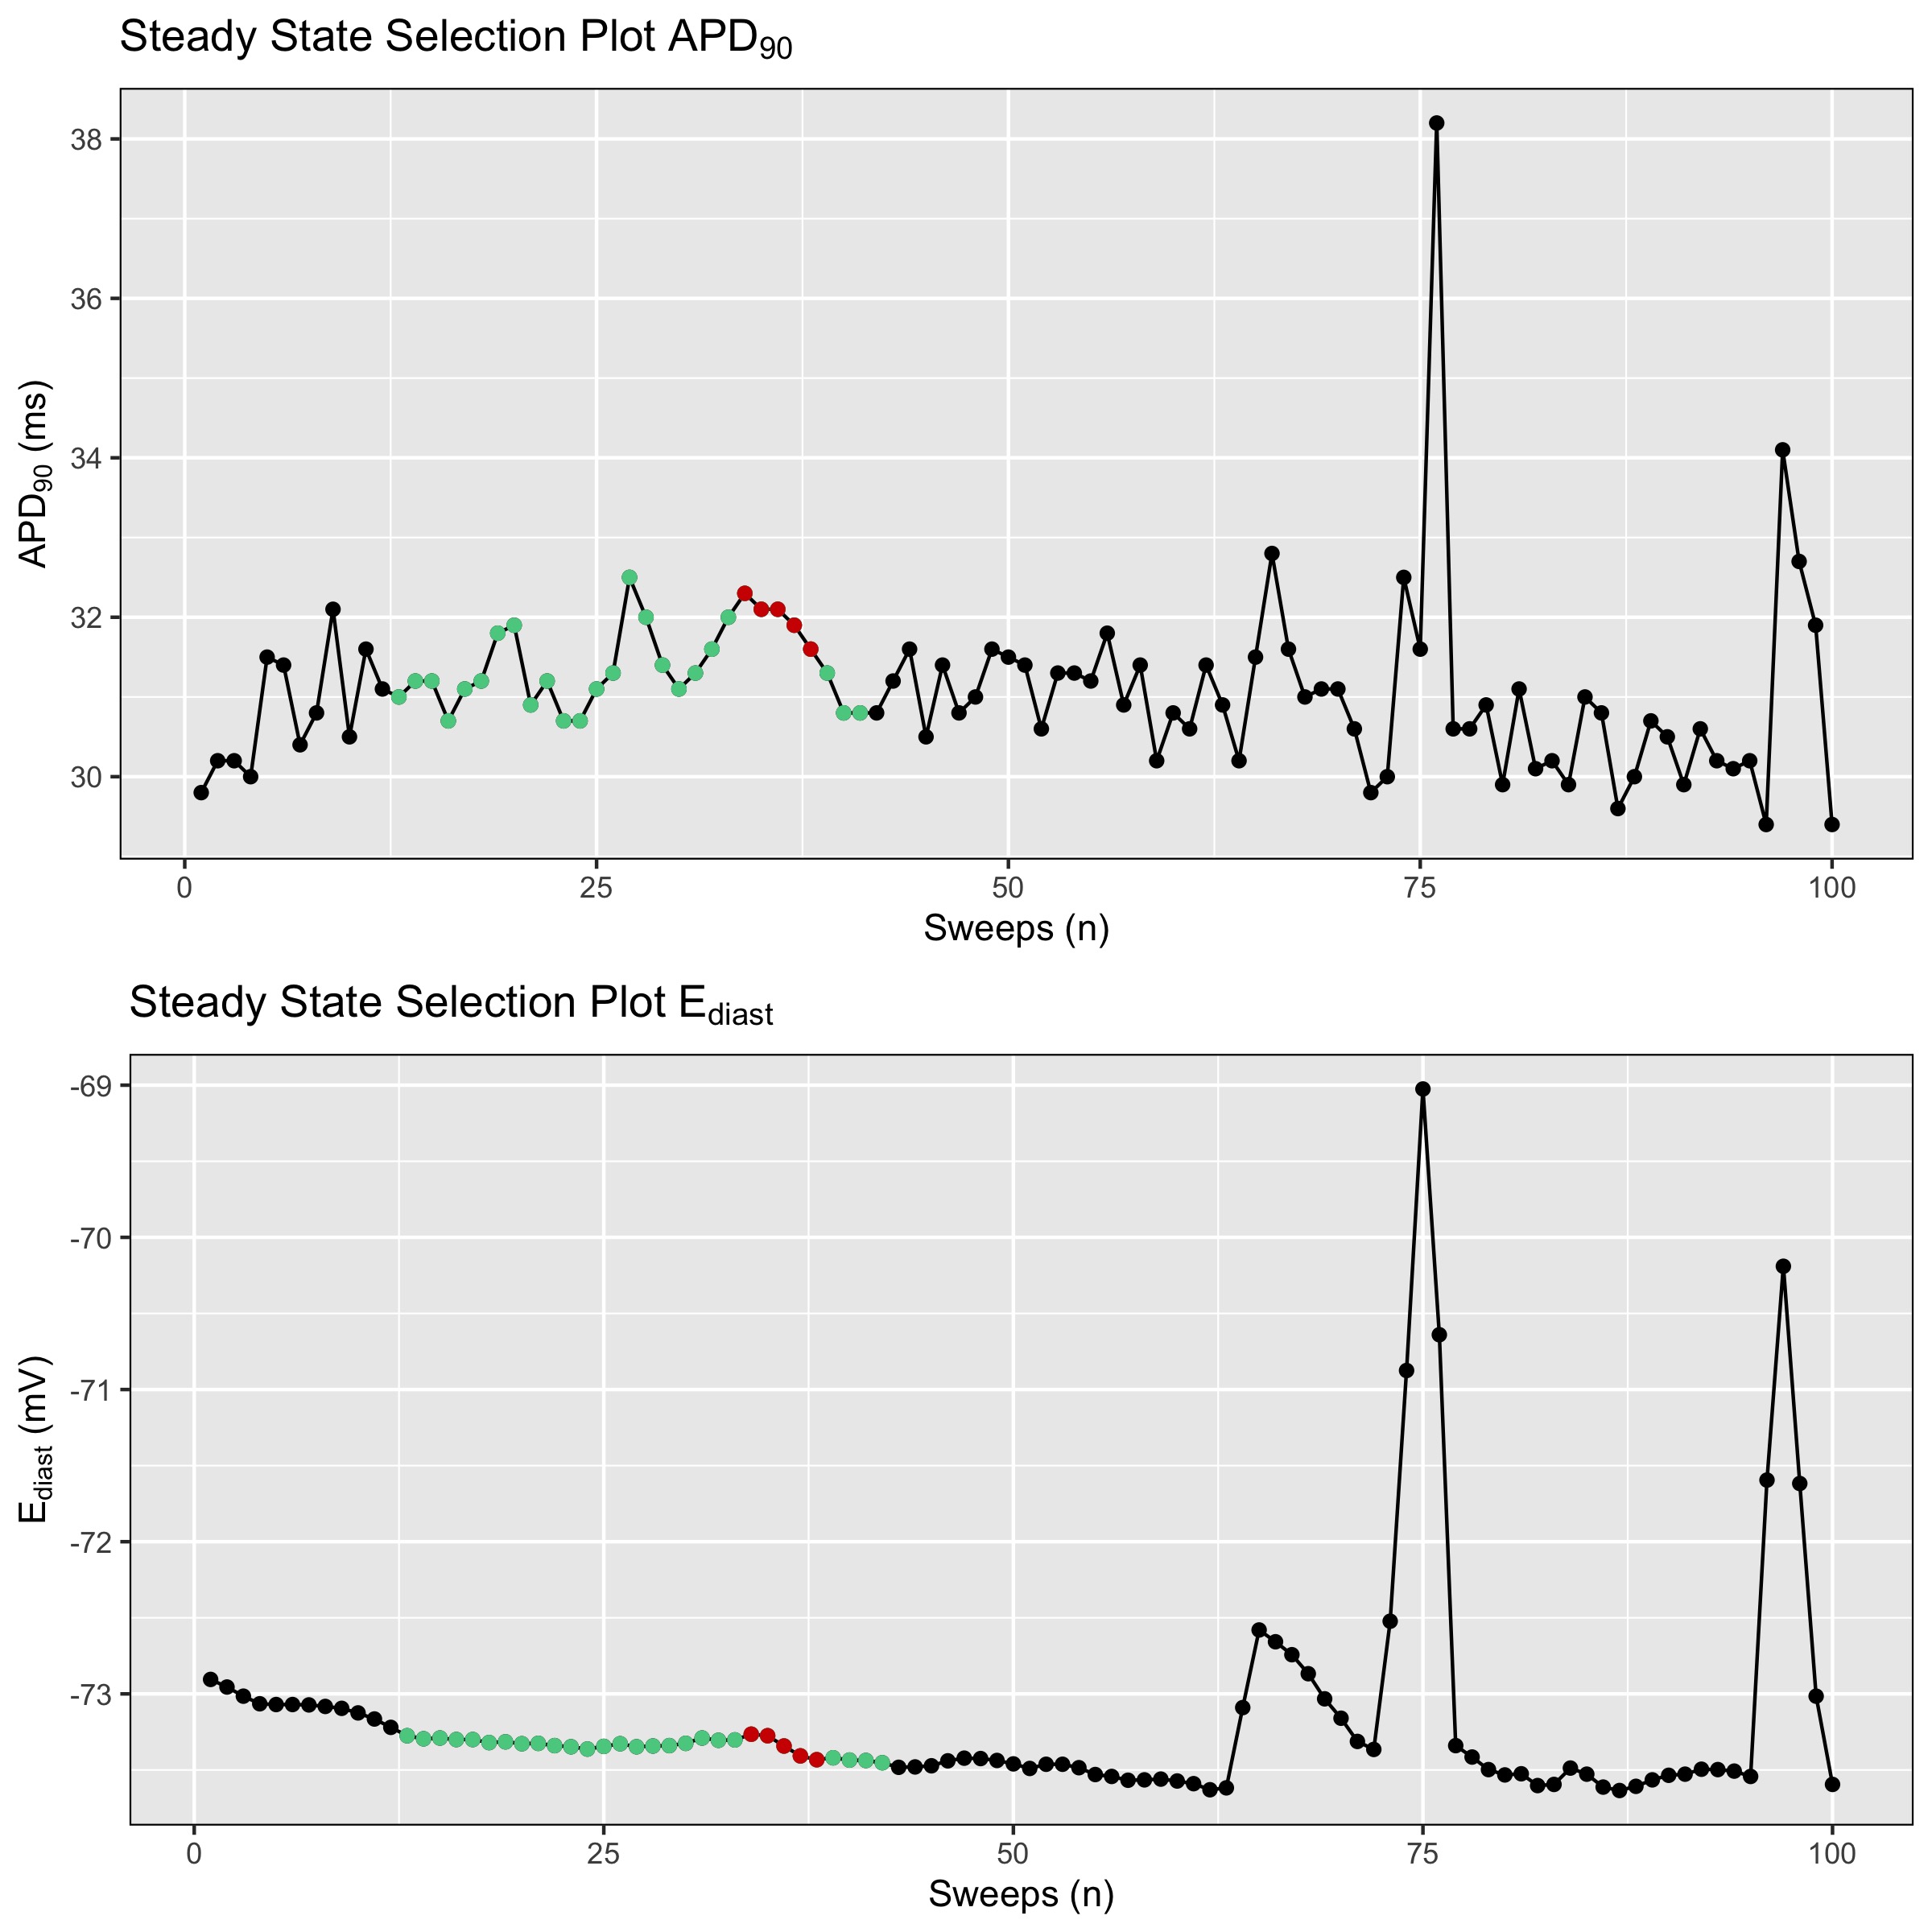 Steady State Selection Plot APD90
38
36
34
32
30
APD90 (ms)
0 25 50 75 100
Sweeps (n)
Steady State Selection Plot Ediast
-69
-70
-71
-72
-73
Ediast (mV)
0 25 50 75 100
Sweeps (n)